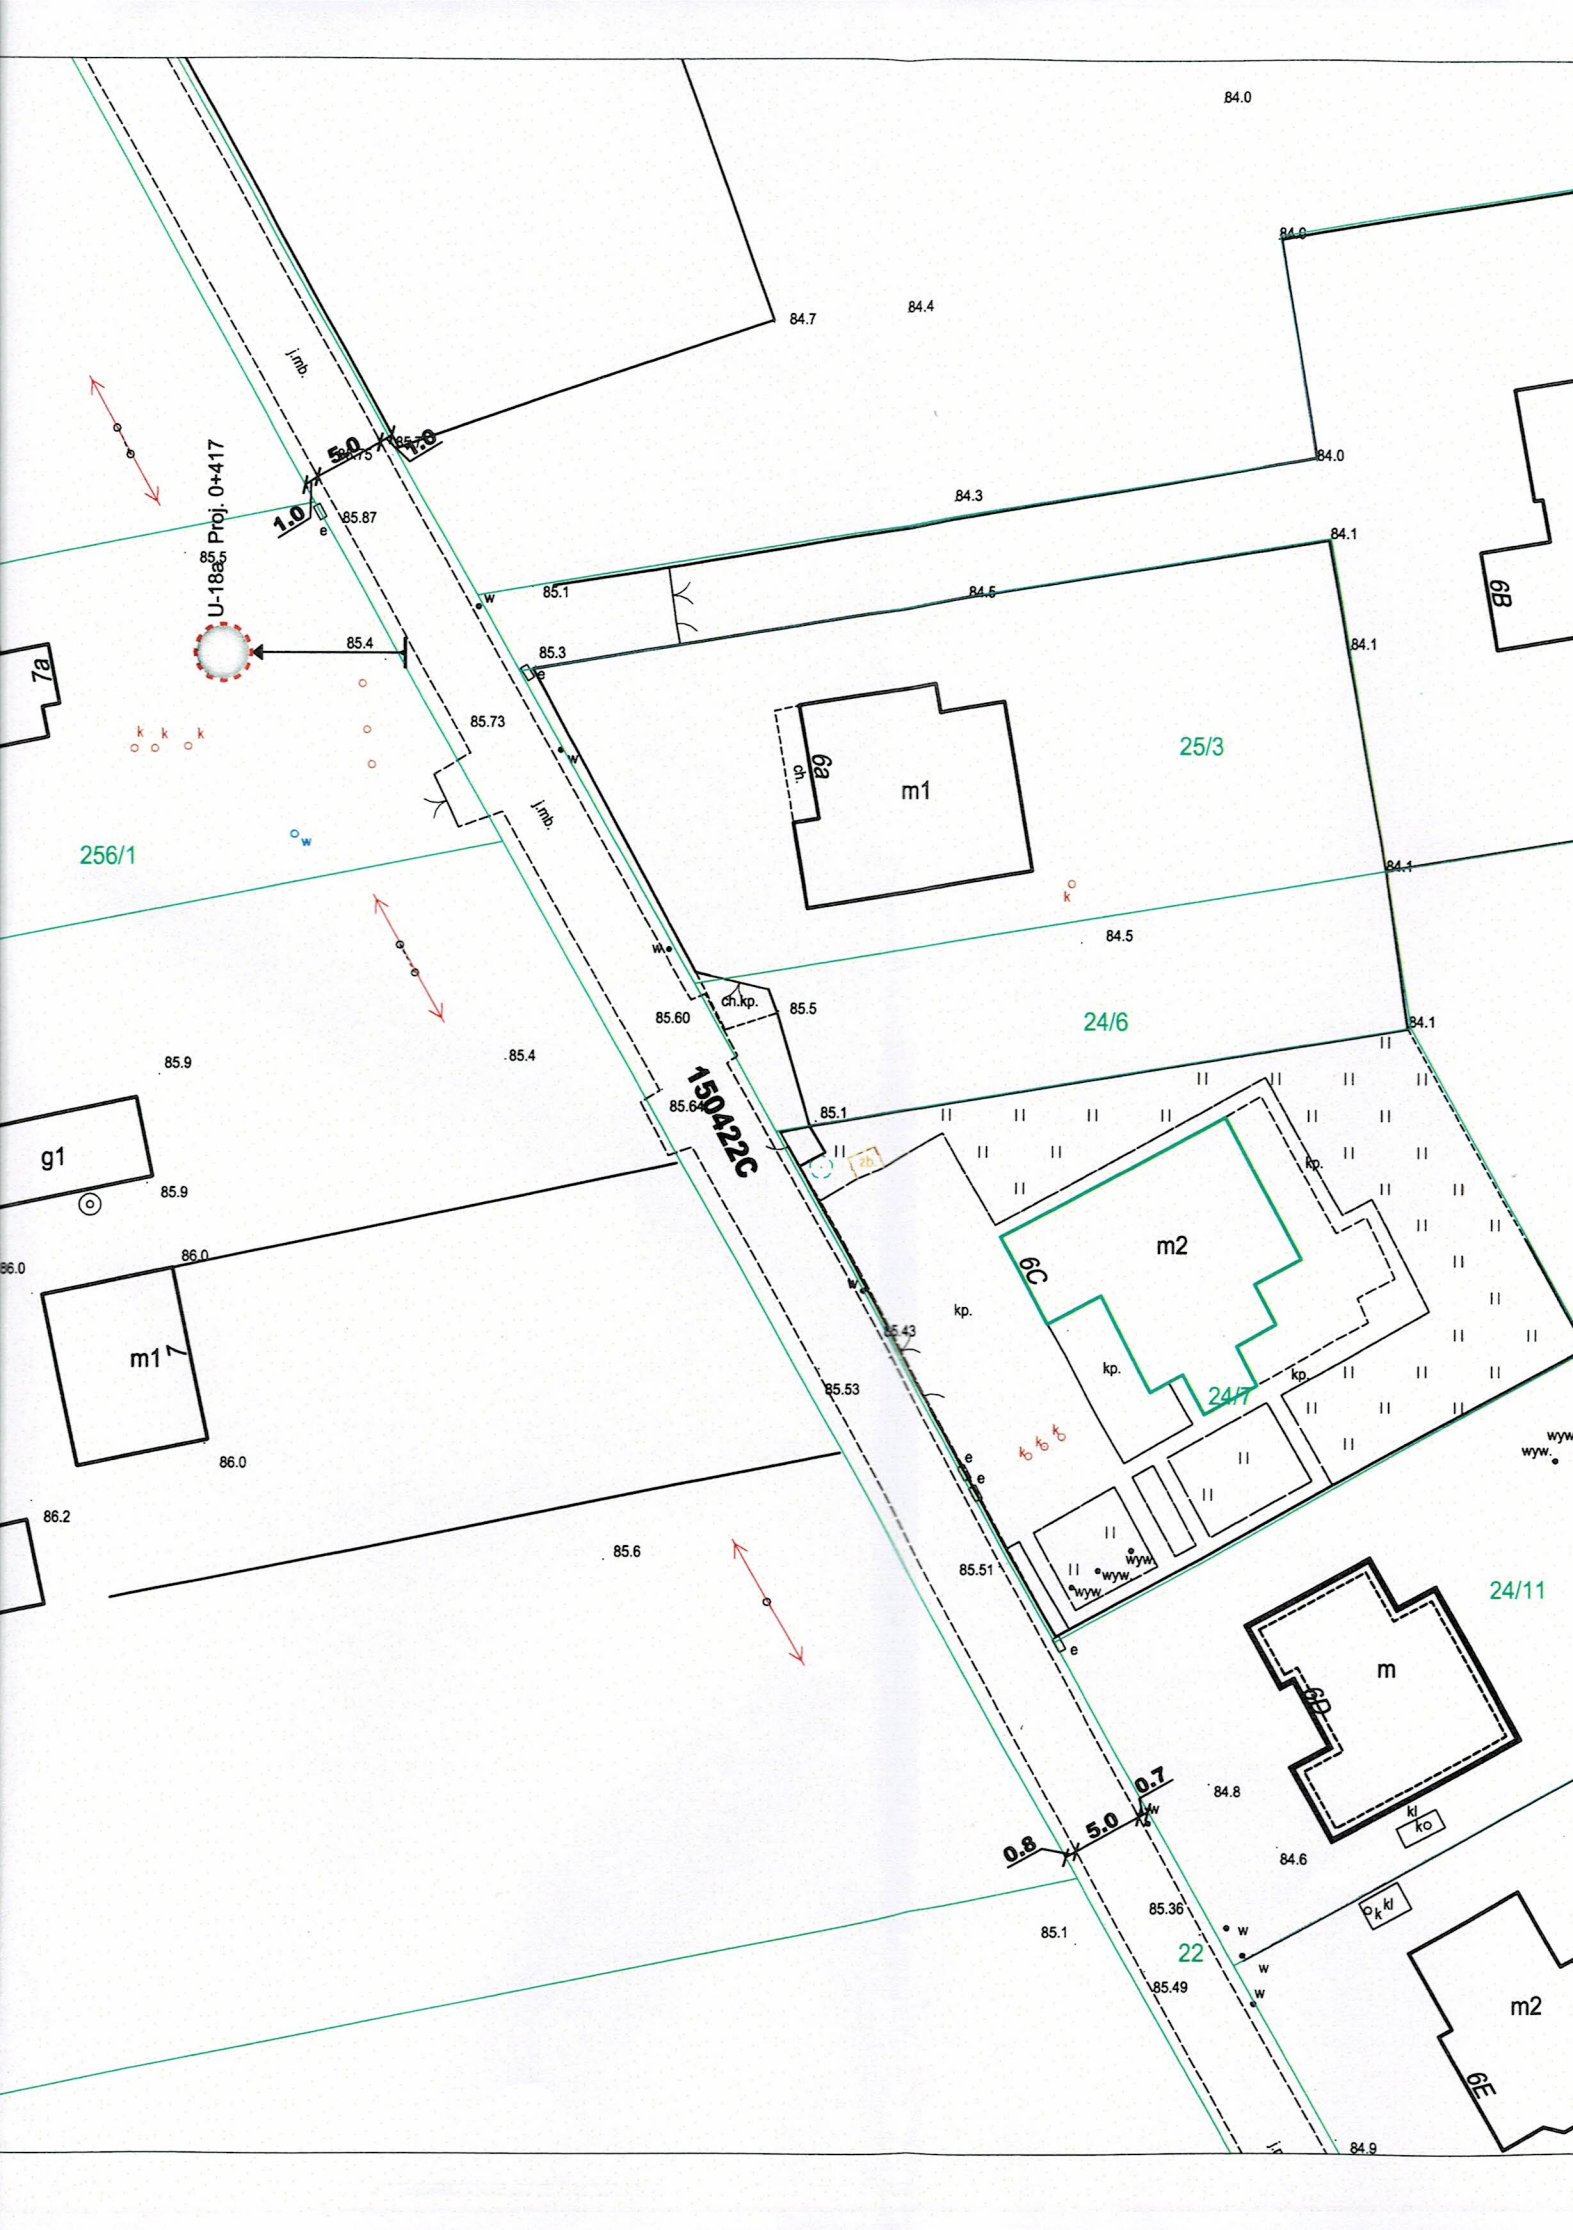 84.0
84.0
84.7
84.4
j.mb.
5.0
1.0
84.0
84.3
U-18a Proj. 0+417
1.0
85.87
e
84.1
85.5
85.1
84.5
w
6B
85.4
85.3
e
84.1
7a
85.73
k
k
k
25/3
w
6a
ch.
m1
j.mb.
w
256/1
84.1
k
84.5
w
ch.kp.
85.5
85.60
24/6
84.1
85.4
85.9
150422C
85.64
85.1
g1
zb.
kp.
85.9
86.0
86.0
m2
6C
w
kp.
85.43
m1
7
kp.
kp.
85.53
24/7
k
k
k
wyw.
wyw.
e
e
86.0
86.2
85.6
wyw.
wyw.
wyw.
85.51
24/11
e
m
6D
0.7
84.8
w
kl
k
5.0
0.8
84.6
85.36
kl
k
85.1
w
22
w
85.49
w
m2
6E
84.9